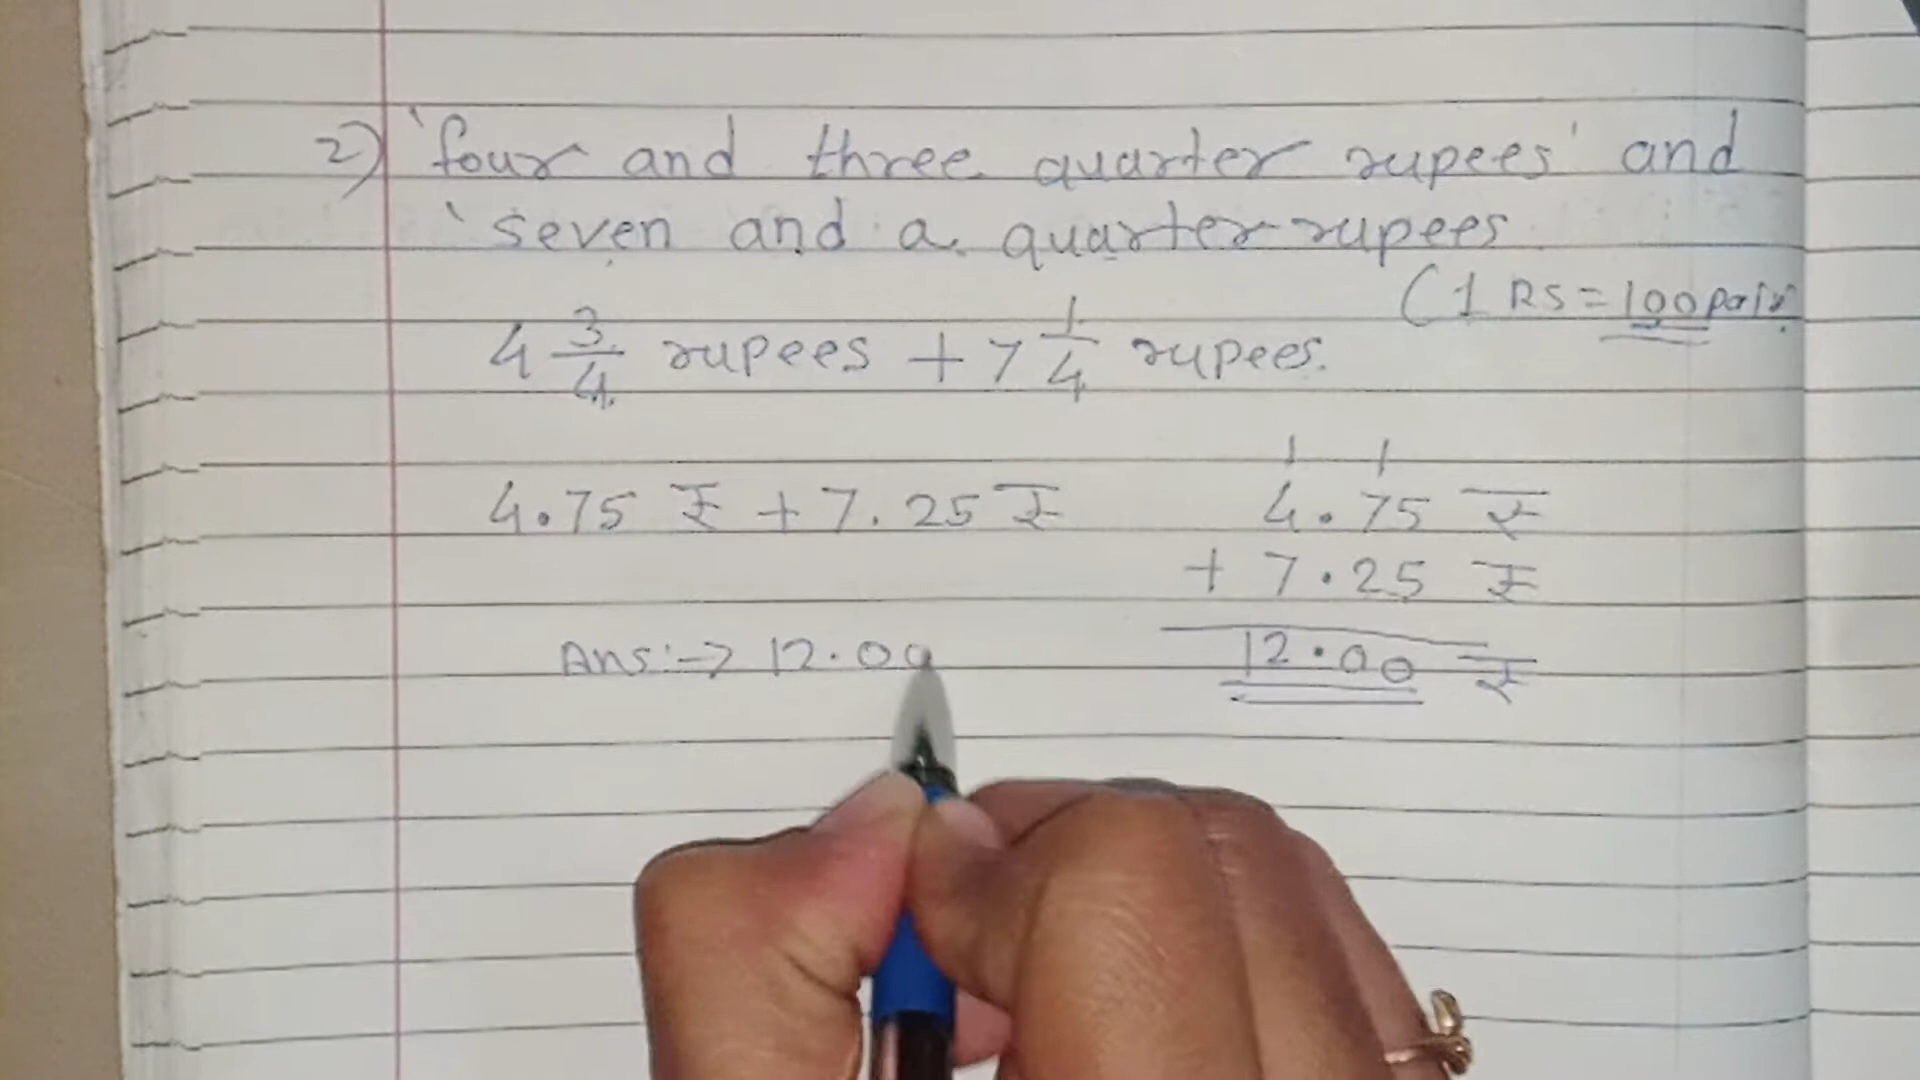 2) 'four and three quarter rupees' and
'seven and a quarter rupees
(1 RS = 100
4 3/4 rupees + 7 1/4 rupees.
1 1
4.75 ₹ + 7.25 ₹
4.75 ₹
+ 7.25 ₹
12.00 ₹
Ans:→ 12.00